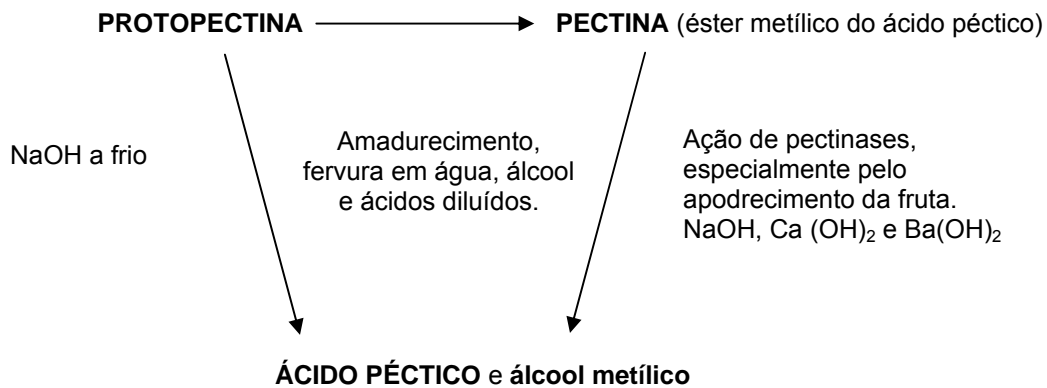 PROTOPECTINA PECTINA (éster metílico do ácido péctico)
NaOH a frio
Amadurecimento,
fervura em água, álcool
e ácidos diluídos.
Ação de pectinases,
especialmente pelo
apodrecimento da fruta.
NaOH, Ca (OH)₂ e Ba(OH)₂
ÁCIDO PÉCTICO e álcool metílico